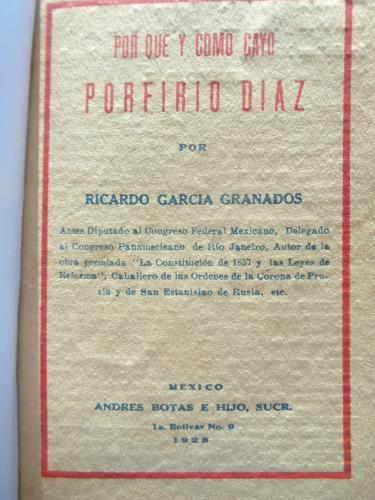 POR QUE Y COMO CAYO
PORFIRIO DIAZ
POR
RICARDO GARCIA GRANADOS
Antes Diputado al Congreso Federal Mexicano, Delegado
al Congreso Panamericano de Río Janeiro, Autor de la
obra premiada "La Constitución de 1857 y las Leyes de
Reforma", Caballero de las Ordenes de la Corona de Pru-
sia y de San Estanislao de Rusia, etc.
MEXICO
ANDRES BOTAS E HIJO, SUCR.
1a. Bolívar No. 9
1928